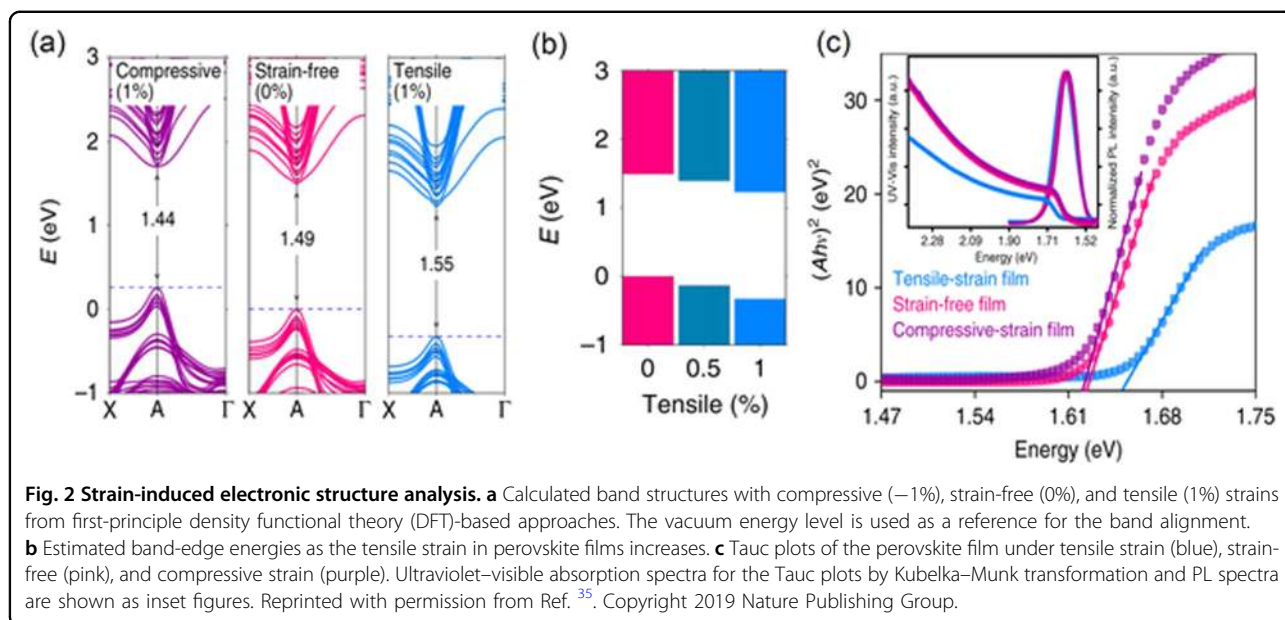 (a)
3
2
1
0
−1
E (eV)
Compressive
(1%)
1.44
X
A
Γ
Strain-free
(0%)
1.49
X
A
Γ
Tensile
(1%)
1.55
X
A
Γ
(b)
3
2
1
0
−1
E (eV)
0
0.5
1
Tensile (%)
(c)
30
20
10
0
(Ahν)² (eV)²
UV-Vis intensity (a.u.)
Normalized PL intensity (a.u.)
2.28
2.09
1.90
1.71
1.52
Energy (eV)
Tensile-strain film
Strain-free film
Compressive-strain film
1.47
1.54
1.61
1.68
1.75
Energy (eV)
Fig. 2 Strain-induced electronic structure analysis. a Calculated band structures with compressive (−1%), strain-free (0%), and tensile (1%) strains
from first-principle density functional theory (DFT)-based approaches. The vacuum energy level is used as a reference for the band alignment.
b Estimated band-edge energies as the tensile strain in perovskite films increases. c Tauc plots of the perovskite film under tensile strain (blue), strain-
free (pink), and compressive strain (purple). Ultraviolet–visible absorption spectra for the Tauc plots by Kubelka–Munk transformation and PL spectra
are shown as inset figures. Reprinted with permission from Ref. 35. Copyright 2019 Nature Publishing Group.